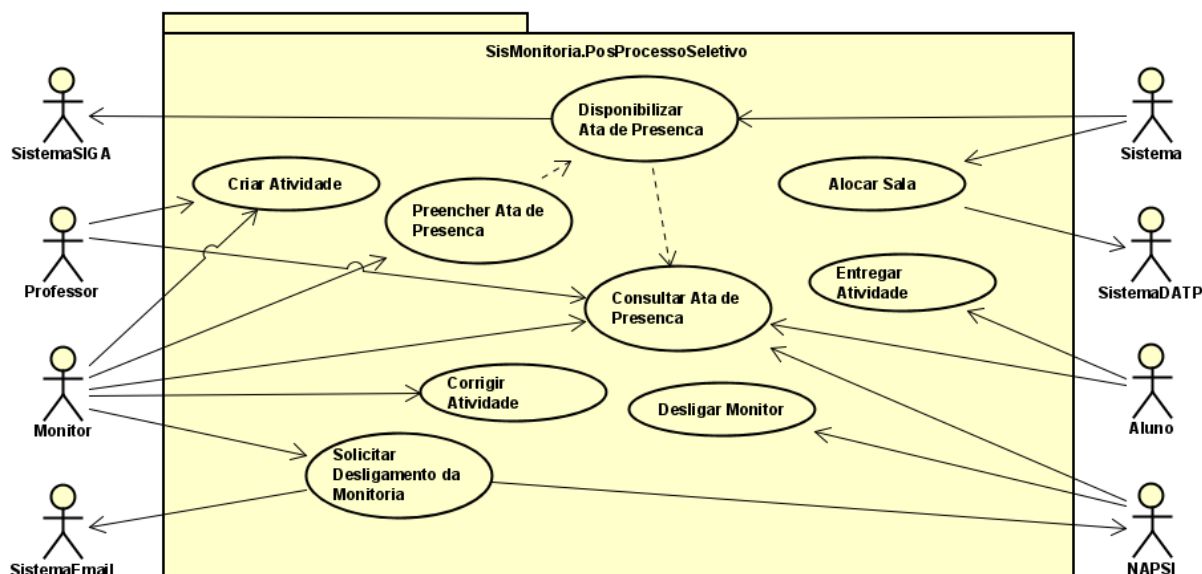 SisMonitoria.PosProcessoSeletivo
Disponibilizar
Ata de Presenca
SistemaSIGA
Sistema
Criar Atividade
Alocar Sala
Preencher Ata de
Presenca
Professor
Entregar
Atividade
SistemaDATP
Consultar Ata de
Presenca
Corrigir
Atividade
Desligar Monitor
Monitor
Aluno
Solicitar
Desligamento da
Monitoria
SistemaEmail
NAPSI